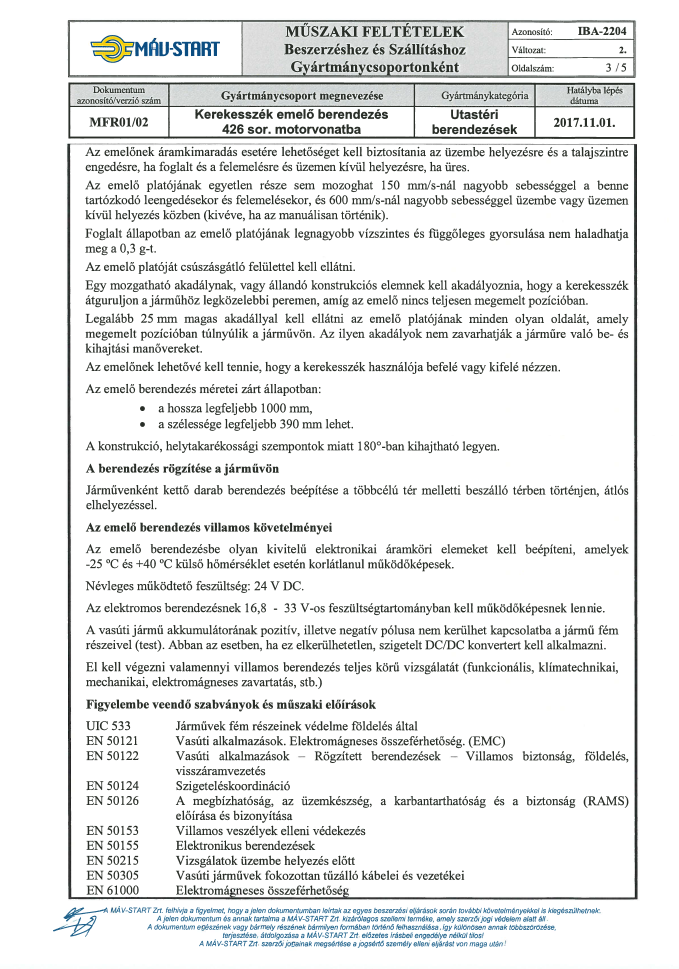 MÁV-START
MŰSZAKI FELTÉTELEK
Beszerzéshez és Szállításhoz
Gyártmánycsoportonként
Azonosító: IBA-2204
Változat: 2.
Oldalszám: 3 / 5
Dokumentum
azonosító/verzió szám
Gyártmánycsoport megnevezése
Gyártmánykategória
Hatályba lépés
dátuma
MFR01/02
Kerekesszék emelő berendezés
426 sor. motorvonatba
Utastéri
berendezések
2017.11.01.
Az emelőnek áramkimaradás esetére lehetőséget kell biztosítania az üzembe helyezésre és a talajszintre
engedésre, ha foglalt és a felemelésre és üzemen kívül helyezésre, ha üres.
Az emelő platójának egyetlen része sem mozoghat 150 mm/s-nál nagyobb sebességgel a benne
tartózkodó leengedésekor és felemelésekor, és 600 mm/s-nál nagyobb sebességgel üzembe vagy üzemen
kívül helyezés közben (kivéve, ha az manuálisan történik).
Foglalt állapotban az emelő platójának legnagyobb vízszintes és függőleges gyorsulása nem haladhatja
meg a 0,3 g-t.
Az emelő platóját csúszásgátló felülettel kell ellátni.
Egy mozgatható akadálynak, vagy állandó konstrukciós elemnek kell akadályoznia, hogy a kerekesszék
átguruljon a járműhöz legközelebbi peremen, amíg az emelő nincs teljesen megemelt pozícióban.
Legalább 25 mm magas akadállyal kell ellátni az emelő platójának minden olyan oldalát, amely
megemelt pozícióban túlnyúlik a járművön. Az ilyen akadályok nem zavarhatják a járműre való be- és
kihajtási manővereket.
Az emelőnek lehetővé kell tennie, hogy a kerekesszék használója befelé vagy kifelé nézzen.
Az emelő berendezés méretei zárt állapotban:
• a hossza legfeljebb 1000 mm,
• a szélessége legfeljebb 390 mm lehet.
A konstrukció, helytakarékossági szempontok miatt 180°-ban kihajtható legyen.
A berendezés rögzítése a járművön
Járművenként kettő darab berendezés beépítése a többcélú tér melletti beszálló térben történjen, átlós
elhelyezéssel.
Az emelő berendezés villamos követelményei
Az emelő berendezésbe olyan kivitelű elektronikai áramköri elemeket kell beépíteni, amelyek
-25 ºC és +40 ºC külső hőmérséklet esetén korlátlanul működőképesek.
Névleges működtető feszültség: 24 V DC.
Az elektromos berendezésnek 16,8 - 33 V-os feszültségtartományban kell működőképesnek lennie.
A vasúti jármű akkumulátorának pozitív, illetve negatív pólusa nem kerülhet kapcsolatba a jármű fém
részeivel (test). Abban az esetben, ha ez elkerülhetetlen, szigetelt DC/DC konvertert kell alkalmazni.
El kell végezni valamennyi villamos berendezés teljes körű vizsgálatát (funkcionális, klímatechnikai,
mechanikai, elektromágneses zavartatás, stb.)
Figyelembe veendő szabványok és műszaki előírások
UIC 533 Járművek fém részeinek védelme földelés által
EN 50121 Vasúti alkalmazások. Elektromágneses összeférhetőség. (EMC)
EN 50122 Vasúti alkalmazások – Rögzített berendezések – Villamos biztonság, földelés,
visszáramvezetés
EN 50124 Szigeteléskoordináció
EN 50126 A megbízhatóság, az üzemkészség, a karbantarthatóság és a biztonság (RAMS)
előírása és bizonyítása
EN 50153 Villamos veszélyek elleni védekezés
EN 50155 Elektronikus berendezések
EN 50215 Vizsgálatok üzembe helyezés előtt
EN 50305 Vasúti járművek fokozottan tűzálló kábelei és vezetékei
EN 61000 Elektromágneses összeférhetőség
A MÁV-START Zrt. felhívja a figyelmet, hogy a jelen dokumentumban leírtak az egyes beszerzési eljárások során további követelményekkel is kiegészülhetnek.
A jelen dokumentum és annak tartalma a MÁV-START Zrt. kizárólagos szellemi terméke, amely szerzői jogi védelem alatt áll.
A dokumentum egészének vagy bármely részének bármilyen formában történő felhasználása, így különösen annak többszörözése,
terjesztése, átdolgozása a MÁV-START Zrt. előzetes írásbeli engedélye nélkül tilos!
A MÁV-START Zrt. szerzői jogainak megsértése a jogsértő személy elleni eljárást von maga után!